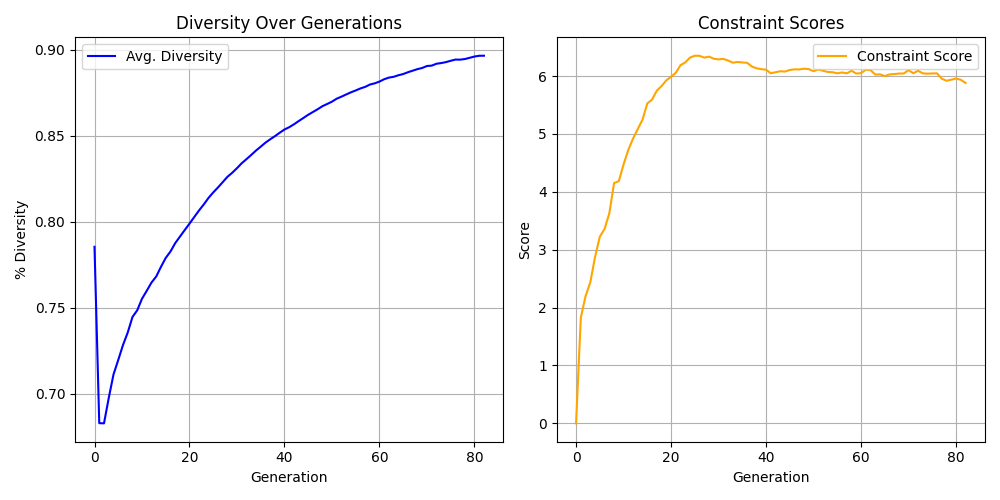 Diversity Over Generations
Avg. Diversity
% Diversity
0.90
0.85
0.80
0.75
0.70
0 20 40 60 80
Generation
Constraint Scores
Constraint Score
Score
6
5
4
3
2
1
0
0 20 40 60 80
Generation